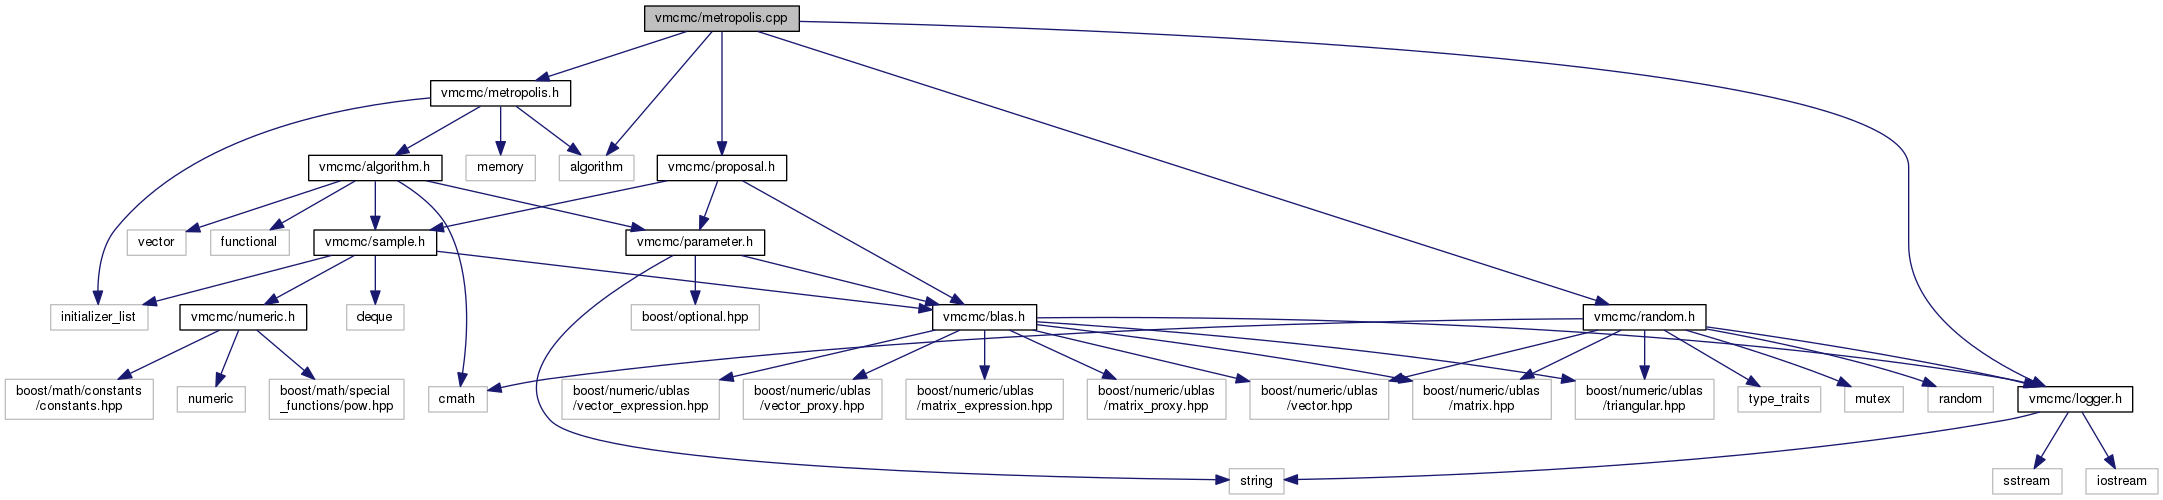 vmcmc/metropolis.cpp
vmcmc/metropolis.h
vmcmc/algorithm.h
memory
algorithm
vmcmc/proposal.h
vector
functional
vmcmc/sample.h
vmcmc/parameter.h
initializer_list
vmcmc/numeric.h
deque
boost/optional.hpp
vmcmc/blas.h
vmcmc/random.h
boost/math/constants
/constants.hpp
numeric
boost/math/special
_functions/pow.hpp
cmath
boost/numeric/ublas
/vector_expression.hpp
boost/numeric/ublas
/vector_proxy.hpp
boost/numeric/ublas
/matrix_expression.hpp
boost/numeric/ublas
/matrix_proxy.hpp
boost/numeric/ublas
/vector.hpp
boost/numeric/ublas
/matrix.hpp
boost/numeric/ublas
/triangular.hpp
type_traits
mutex
random
vmcmc/logger.h
string
sstream
iostream